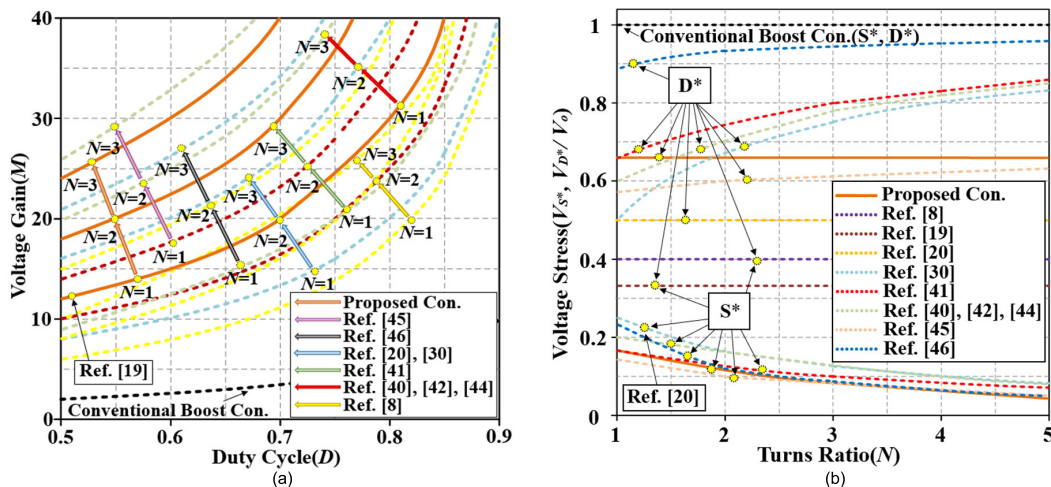 Voltage Gain(M)
40
30
20
10
0
0.5
0.6
0.7
0.8
0.9
Duty Cycle(D)
(a)
N=3
N=2
N=1
N=3
N=2
N=1
N=3
N=2
N=1
N=3
N=2
N=1
N=3
N=2
N=1
N=3
N=2
N=1
N=3
N=2
N=1
Ref. [19]
Conventional Boost Con.
Proposed Con.
Ref. [45]
Ref. [46]
Ref. [20], [30]
Ref. [41]
Ref. [40], [42], [44]
Ref. [8]
Voltage Stress(VS*, VD*/ VO)
1
0.8
0.6
0.4
0.2
0
1
2
3
4
5
Turns Ratio(N)
(b)
Conventional Boost Con.(S*, D*)
D*
S*
Ref. [20]
Proposed Con.
Ref. [8]
Ref. [19]
Ref. [20]
Ref. [30]
Ref. [41]
Ref. [40], [42], [44]
Ref. [45]
Ref. [46]